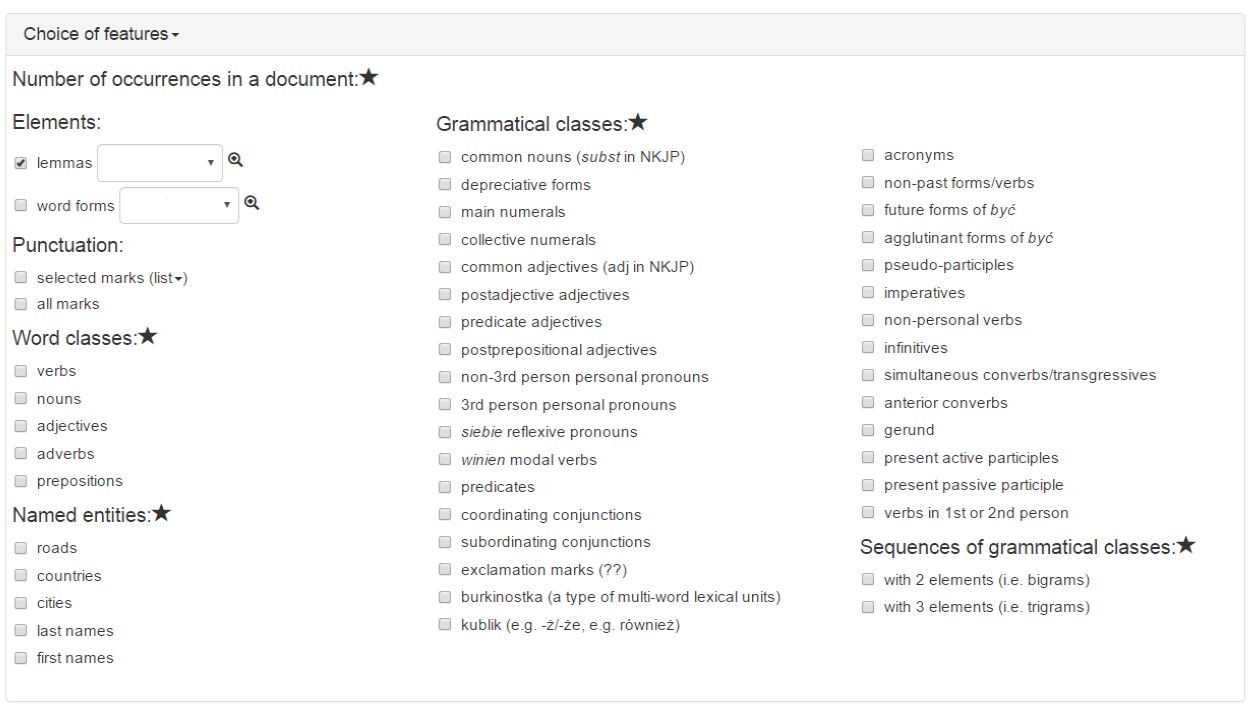 Choice of features
Number of occurrences in a document:★
Elements:
lemmas
word forms
Punctuation:
selected marks (list)
all marks
Word classes:★
verbs
nouns
adjectives
adverbs
prepositions
Named entities:★
roads
countries
cities
last names
first names
Grammatical classes:★
common nouns (subst in NKJP)
depreciative forms
main numerals
collective numerals
common adjectives (adj in NKJP)
postadjective adjectives
predicate adjectives
postprepositional adjectives
non-3rd person personal pronouns
3rd person personal pronouns
siebie reflexive pronouns
winien modal verbs
predicates
coordinating conjunctions
subordinating conjunctions
exclamation marks (??)
burkinostka (a type of multi-word lexical units)
kublik (e.g. -ż/-że, e.g. również)
acronyms
non-past forms/verbs
future forms of być
agglutinant forms of być
pseudo-participles
imperatives
non-personal verbs
infinitives
simultaneous converbs/transgressives
anterior converbs
gerund
present active participles
present passive participle
verbs in 1st or 2nd person
Sequences of grammatical classes:★
with 2 elements (i.e. bigrams)
with 3 elements (i.e. trigrams)